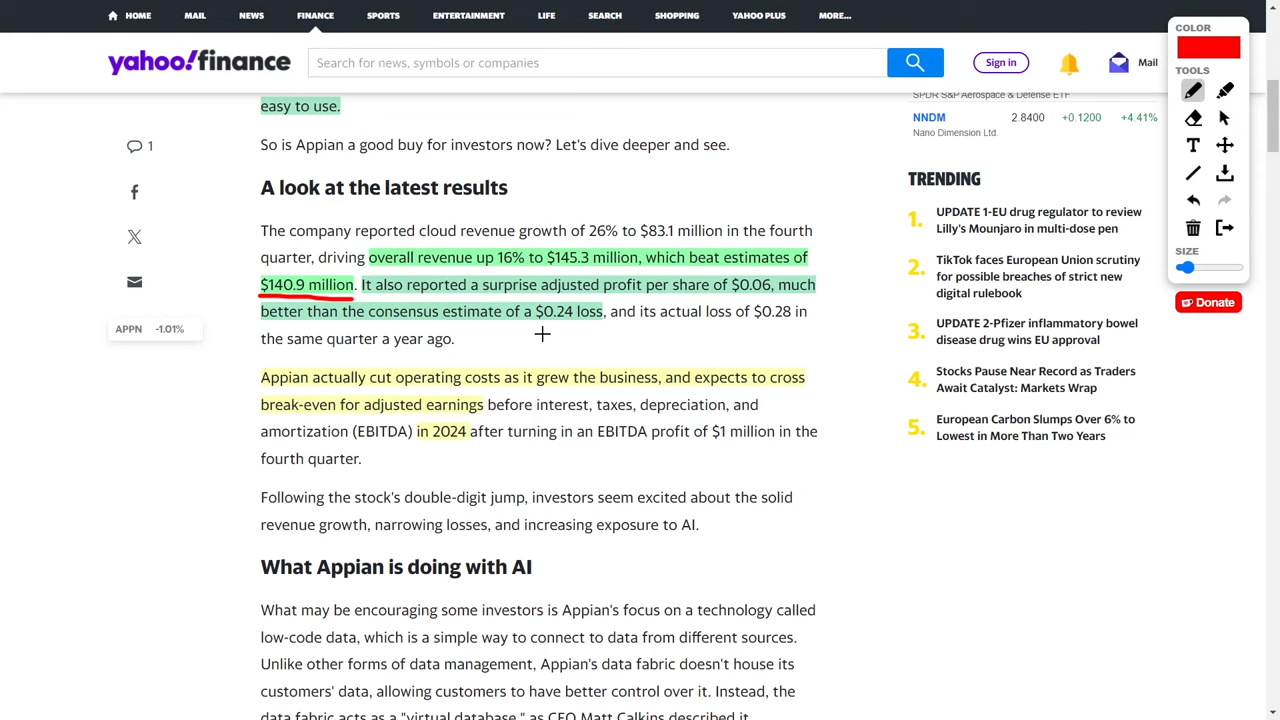 HOME MAIL NEWS FINANCE SPORTS ENTERTAINMENT LIFE SEARCH SHOPPING YAHOO PLUS MORE...
yahoo!finance
Search for news, symbols or companies
Sign in
Mail
easy to use.
So is Appian a good buy for investors now? Let's dive deeper and see.
A look at the latest results
The company reported cloud revenue growth of 26% to $83.1 million in the fourth
quarter, driving overall revenue up 16% to $145.3 million, which beat estimates of
$140.9 million. It also reported a surprise adjusted profit per share of $0.06, much
better than the consensus estimate of a $0.24 loss, and its actual loss of $0.28 in
the same quarter a year ago.
Appian actually cut operating costs as it grew the business, and expects to cross
break-even for adjusted earnings before interest, taxes, depreciation, and
amortization (EBITDA) in 2024 after turning in an EBITDA profit of $1 million in the
fourth quarter.
Following the stock's double-digit jump, investors seem excited about the solid
revenue growth, narrowing losses, and increasing exposure to AI.
What Appian is doing with AI
What may be encouraging some investors is Appian's focus on a technology called
low-code data, which is a simple way to connect to data from different sources.
Unlike other forms of data management, Appian's data fabric doesn't house its
customers' data, allowing customers to have better control over it. Instead, the
data fabric acts as a "virtual database," as CEO Matt Calkins described it
1
APPN -1.01%
SPDR S&P Aerospace & Defense ETF
NNDM 2.8400 +0.1200 +4.41%
Nano Dimension Ltd.
TRENDING
1. UPDATE 1-EU drug regulator to review
Lilly's Mounjaro in multi-dose pen
2. TikTok faces European Union scrutiny
for possible breaches of strict new
digital rulebook
3. UPDATE 2-Pfizer inflammatory bowel
disease drug wins EU approval
4. Stocks Pause Near Record as Traders
Await Catalyst: Markets Wrap
5. European Carbon Slumps Over 6% to
Lowest in More Than Two Years
COLOR
TOOLS
T
SIZE
Donate